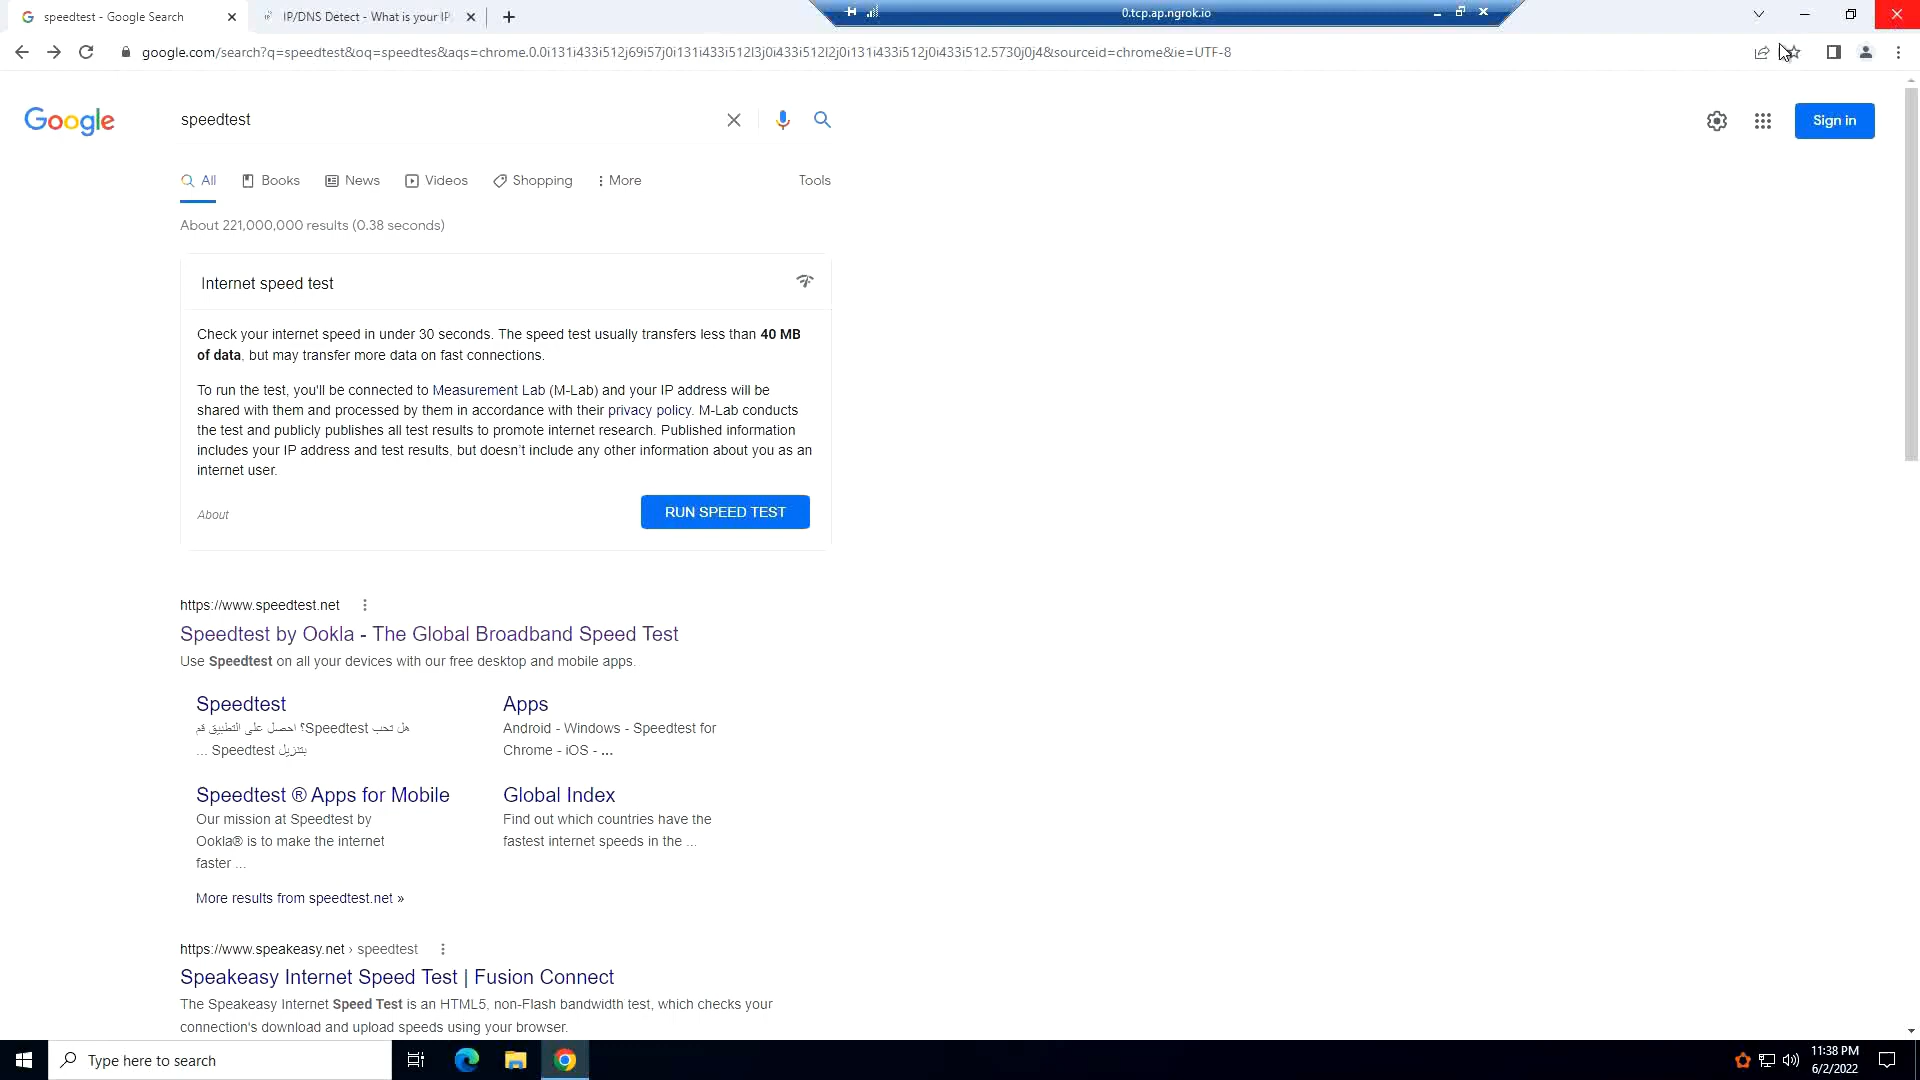 speedtest - Google Search
IP/DNS Detect - What is your IP
0.tcp.ap.ngrok.io
google.com/search?q=speedtest&oq=speedtes&aqs=chrome.0.0i131i433i512j69i57j0i131i433i512l3j0i433i512l2j0i131i433i512j0i433i512.5730j0j4&sourceid=chrome&ie=UTF-8
Google
speedtest
Sign in
All
Books
News
Videos
Shopping
More
Tools
About 221,000,000 results (0.38 seconds)
Internet speed test
Check your internet speed in under 30 seconds. The speed test usually transfers less than 40 MB
of data, but may transfer more data on fast connections.
To run the test, you'll be connected to Measurement Lab (M-Lab) and your IP address will be
shared with them and processed by them in accordance with their privacy policy. M-Lab conducts
the test and publicly publishes all test results to promote internet research. Published information
includes your IP address and test results, but doesn't include any other information about you as an
internet user.
About
RUN SPEED TEST
https://www.speedtest.net
Speedtest by Ookla - The Global Broadband Speed Test
Use Speedtest on all your devices with our free desktop and mobile apps.
Speedtest
هل تحب Speedtest؟ احصل على التطبيق قم
بتنزيل Speedtest ...
Apps
Android - Windows - Speedtest for
Chrome - iOS - ...
Speedtest ® Apps for Mobile
Our mission at Speedtest by
Ookla® is to make the internet
faster ...
Global Index
Find out which countries have the
fastest internet speeds in the ...
More results from speedtest.net »
https://www.speakeasy.net › speedtest
Speakeasy Internet Speed Test | Fusion Connect
The Speakeasy Internet Speed Test is an HTML5, non-Flash bandwidth test, which checks your
connection's download and upload speeds using your browser.
Type here to search
11:38 PM
6/2/2022